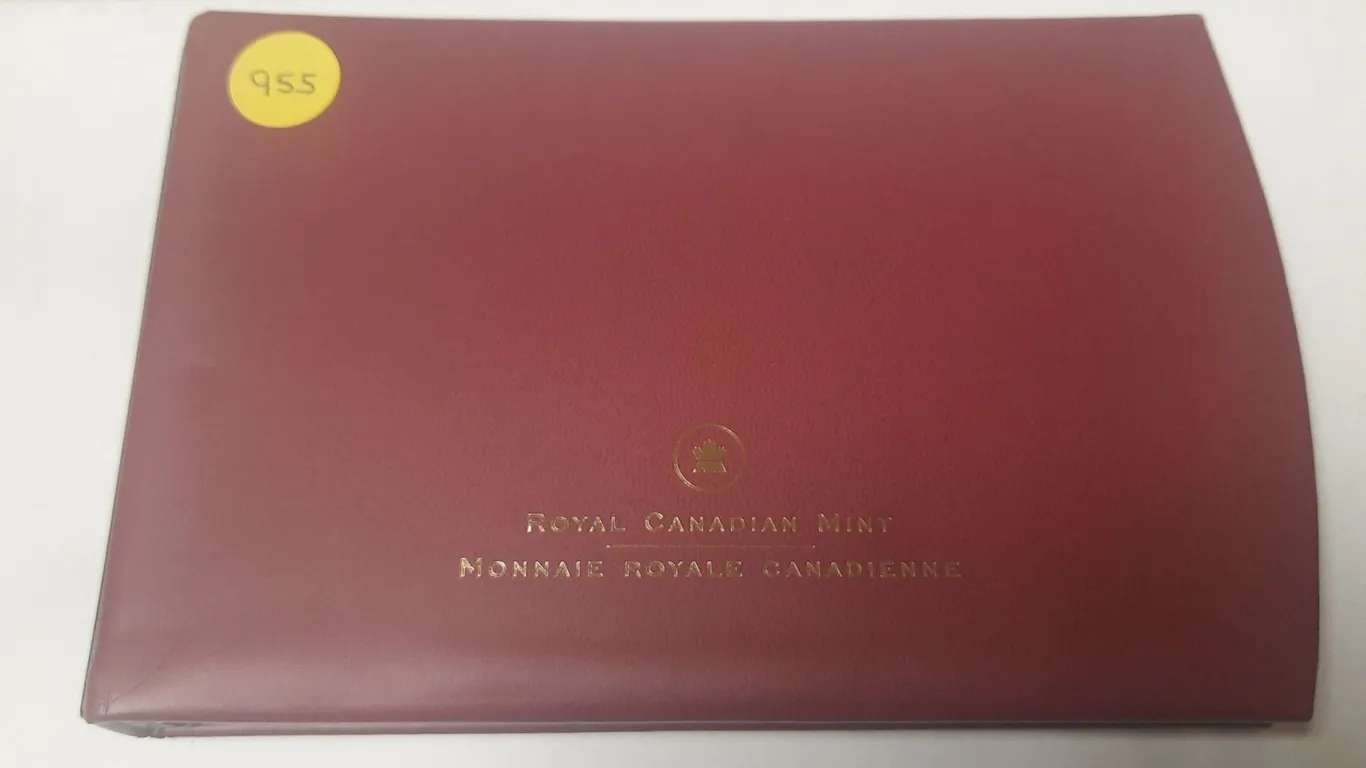 955
ROYAL CANADIAN MINT
MONNAIE ROYALE CANADIENNE